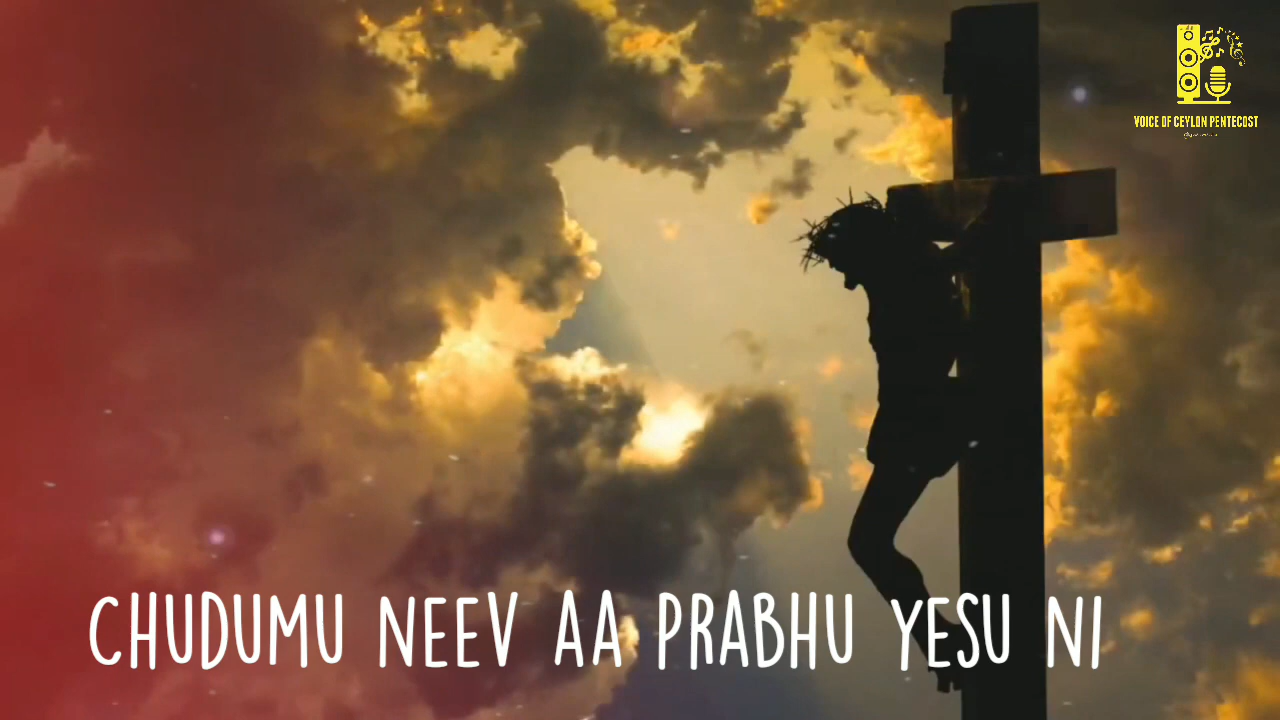 VOICE OF CEYLON PENTECOST
CHUDUMU NEEV AA PRABHU YESU NI